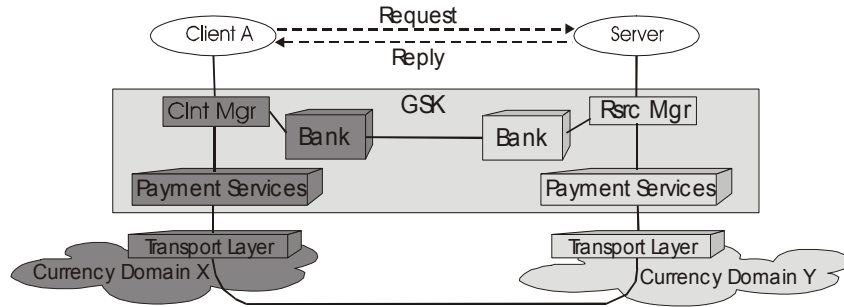 Request
Client A
Server
Reply
GSK
Clnt Mgr
Rsrc Mgr
Bank
Bank
Payment Services
Payment Services
Transport Layer
Transport Layer
Currency Domain X
Currency Domain Y